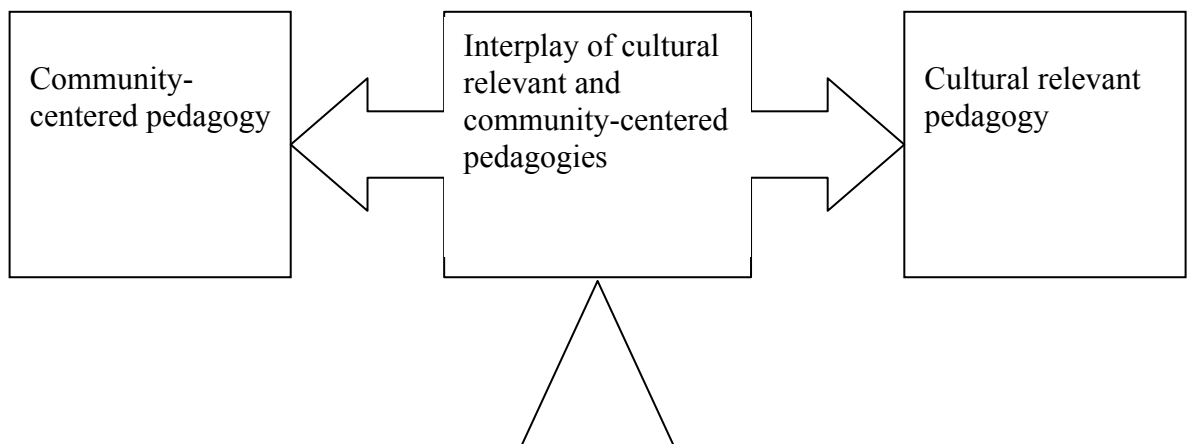 Community-
centered pedagogy
Interplay of cultural
relevant and
community-centered
pedagogies
Cultural relevant
pedagogy